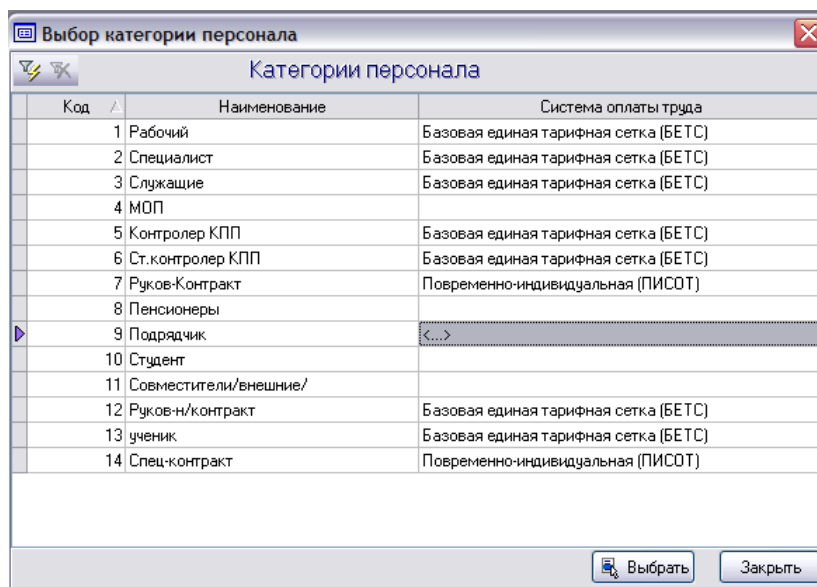 Выбор категории персонала
Категории персонала
Код Наименование Система оплаты труда
1 Рабочий Базовая единая тарифная сетка (БЕТС)
2 Специалист Базовая единая тарифная сетка (БЕТС)
3 Служащие Базовая единая тарифная сетка (БЕТС)
4 МОП
5 Контролер КПП Базовая единая тарифная сетка (БЕТС)
6 Ст.контролер КПП Базовая единая тарифная сетка (БЕТС)
7 Руков-Контракт Повременно-индивидуальная (ПИСОТ)
8 Пенсионеры
9 Подрядчик <...>
10 Студент
11 Совместители/внешние/
12 Руков-н/контракт Базовая единая тарифная сетка (БЕТС)
13 ученик Базовая единая тарифная сетка (БЕТС)
14 Спец-контракт Повременно-индивидуальная (ПИСОТ)
Выбрать Закрыть